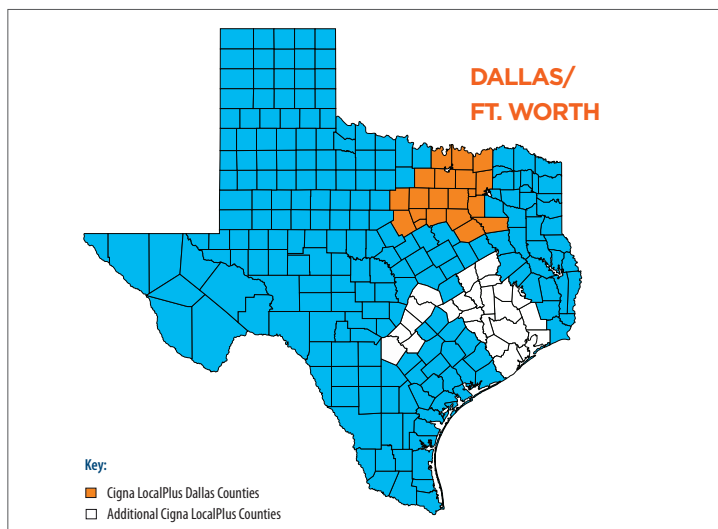 DALLAS/
FT. WORTH
Key:
Cigna LocalPlus Dallas Counties
Additional Cigna LocalPlus Counties